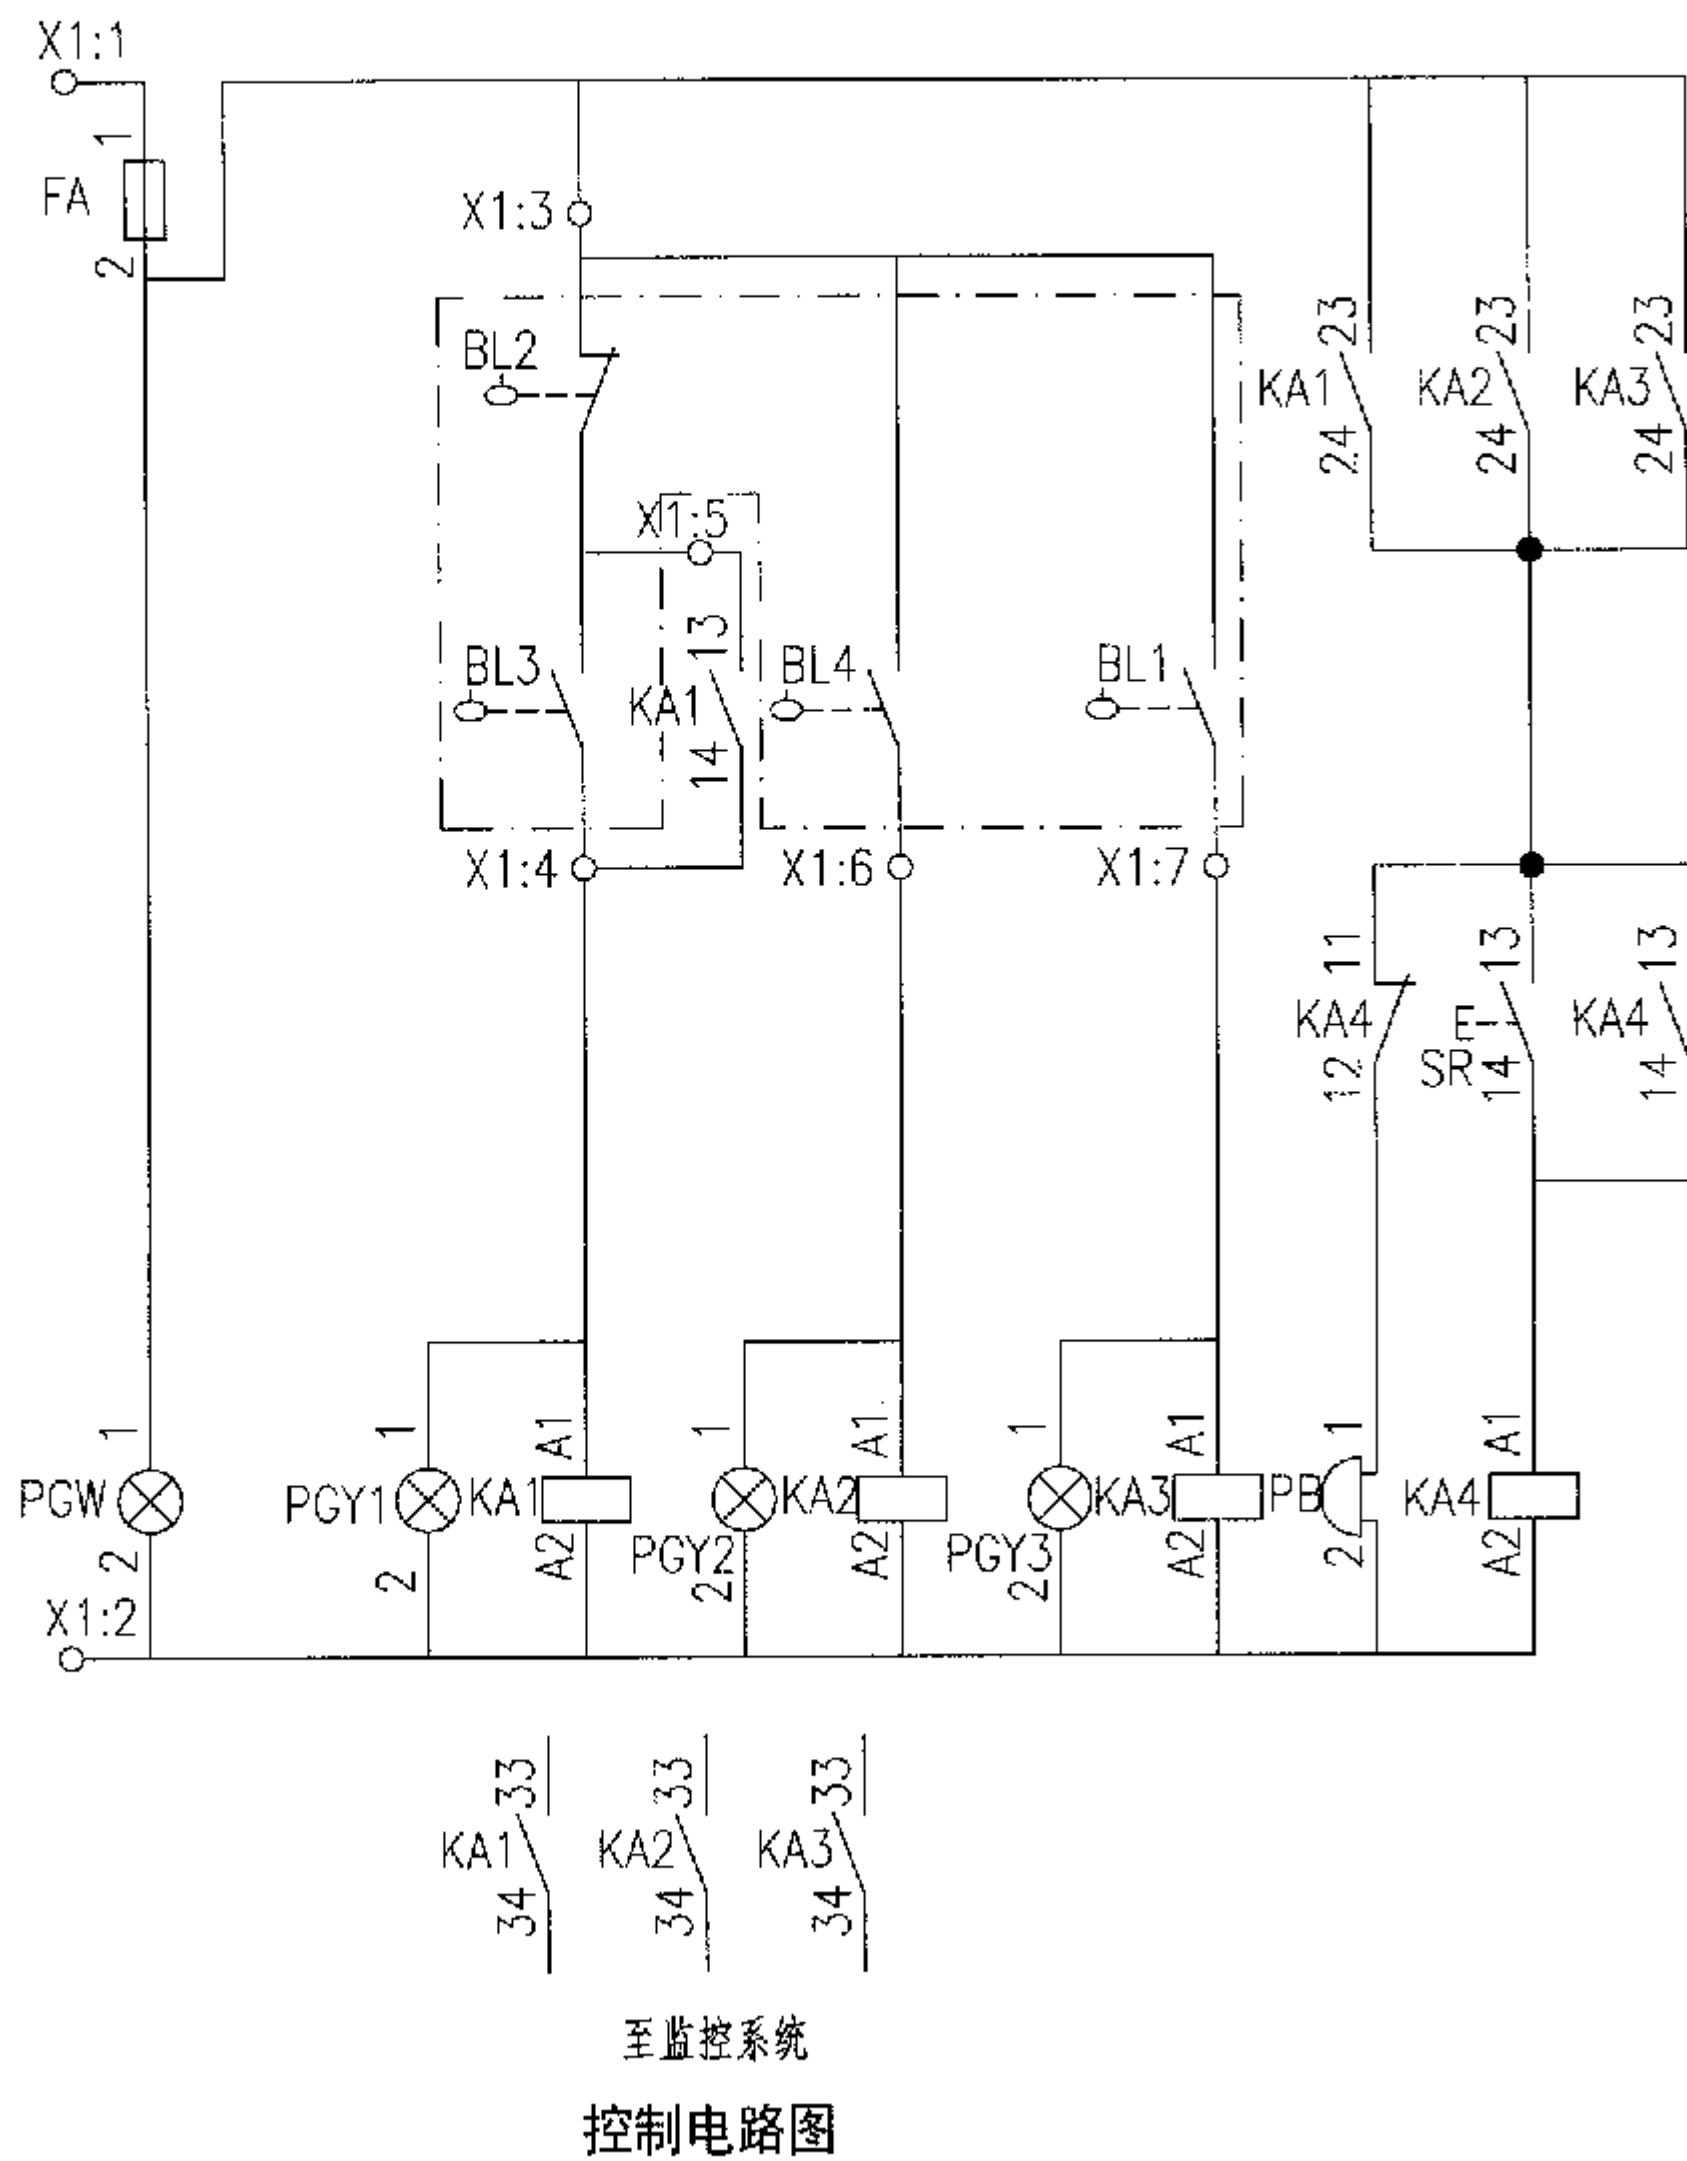 X1:1
1
FA
2
X1:3
BL2
23
23
23
KA1
KA2
KA3
24
24
24
X1:5
13
BL3
KA1
BL4
BL1
14
X1:4
X1:6
X1:7
11
13
13
KA4
E
SR
KA4
12
14
14
1
1
A1
1
A1
1
A1
1
A1
PGW
PGY1
KA1
KA2
KA3
PB
KA4
PGY2
PGY3
2
2
A2
2
A2
2
A2
2
A2
X1:2
33
33
33
KA1
KA2
KA3
34
34
34
至监控系统
控制电路图